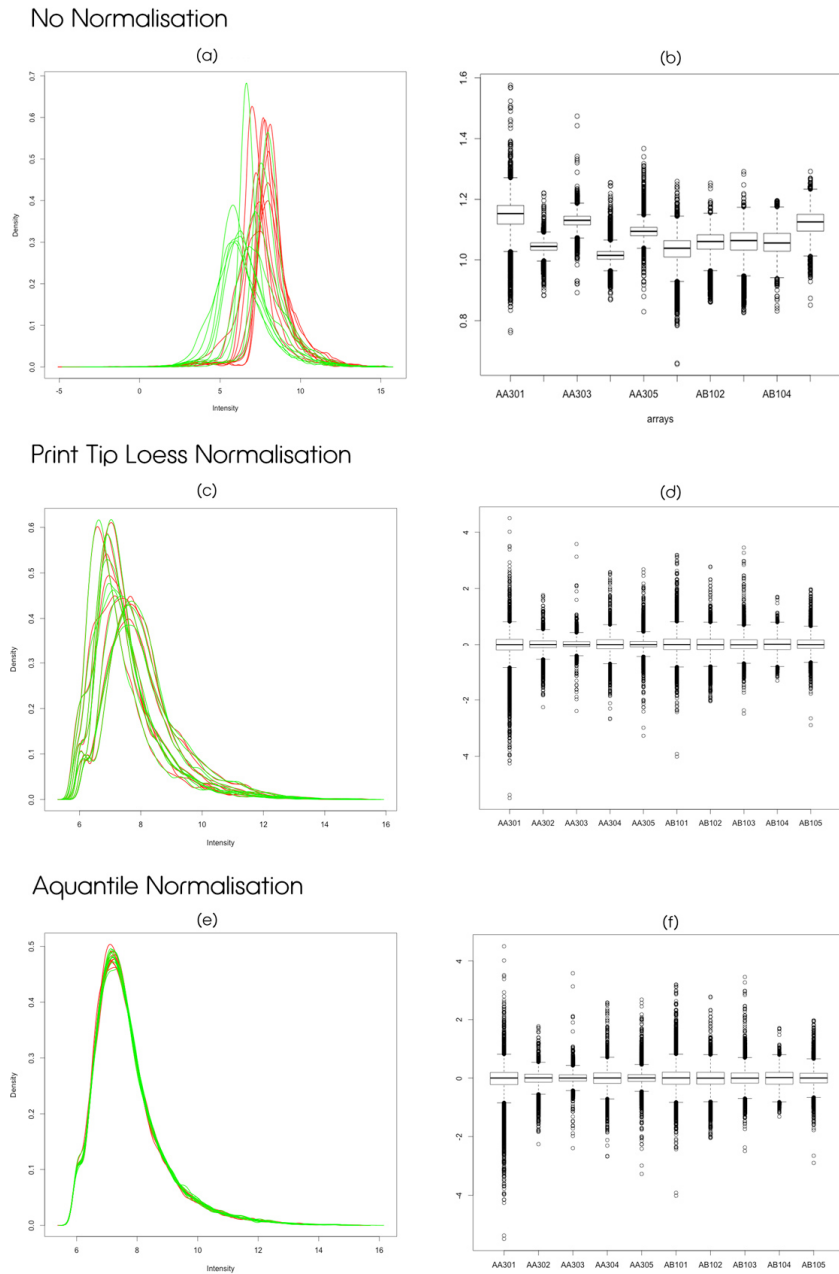 No Normalisation
(a)
(b)
0.7
0.6
0.5
0.4
0.3
0.2
0.1
0.0
Density
-5
0
5
10
15
Intensity
1.6
1.4
1.2
1.0
0.8
AA301
AA303
AA305
AB102
AB104
arrays
Print Tip Loess Normalisation
(c)
(d)
0.6
0.5
0.4
0.3
0.2
0.1
0.0
Density
6
8
10
12
14
16
Intensity
4
2
0
-2
-4
AA301
AA302
AA303
AA304
AA305
AB101
AB102
AB103
AB104
AB105
Aquantile Normalisation
(e)
(f)
0.5
0.4
0.3
0.2
0.1
0.0
Density
6
8
10
12
14
16
Intensity
4
2
0
-2
-4
AA301
AA302
AA303
AA304
AA305
AB101
AB102
AB103
AB104
AB105